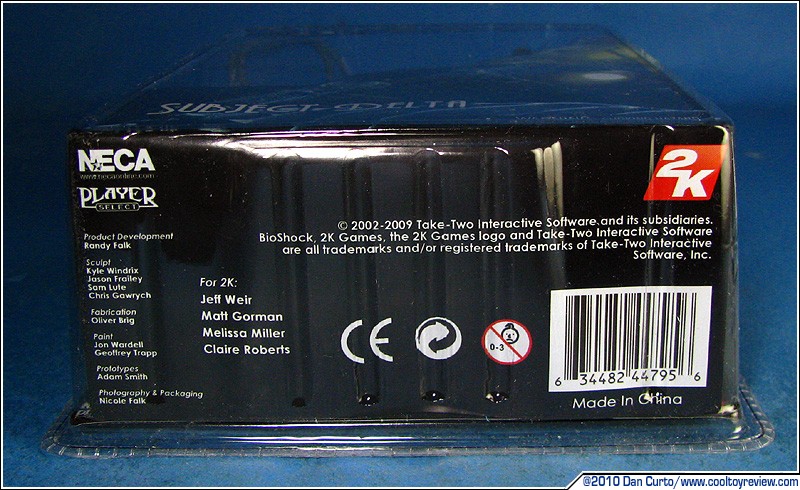 SUBJECT DELTA
NECA
www.necaonline.com
PLAYER
SELECT
Product Development
Randy Falk
Sculpt
Kyle Windrix
Jason Frailey
Sam Lute
Chris Gawrych
Fabrication
Oliver Brig
Paint
Jon Wardell
Geoffrey Trapp
Prototypes
Adam Smith
Photography & Packaging
Nicole Falk
For 2K:
Jeff Weir
Matt Gorman
Melissa Miller
Claire Roberts
2K
© 2002-2009 Take-Two Interactive Software and its subsidiaries.
BioShock, 2K Games, the 2K Games logo and Take-Two Interactive Software
are all trademarks and/or registered trademarks of Take-Two Interactive
Software, Inc.
CE
0-3
6 34482 44795 6
Made In China
©2010 Dan Curto/www.cooltoyreview.com